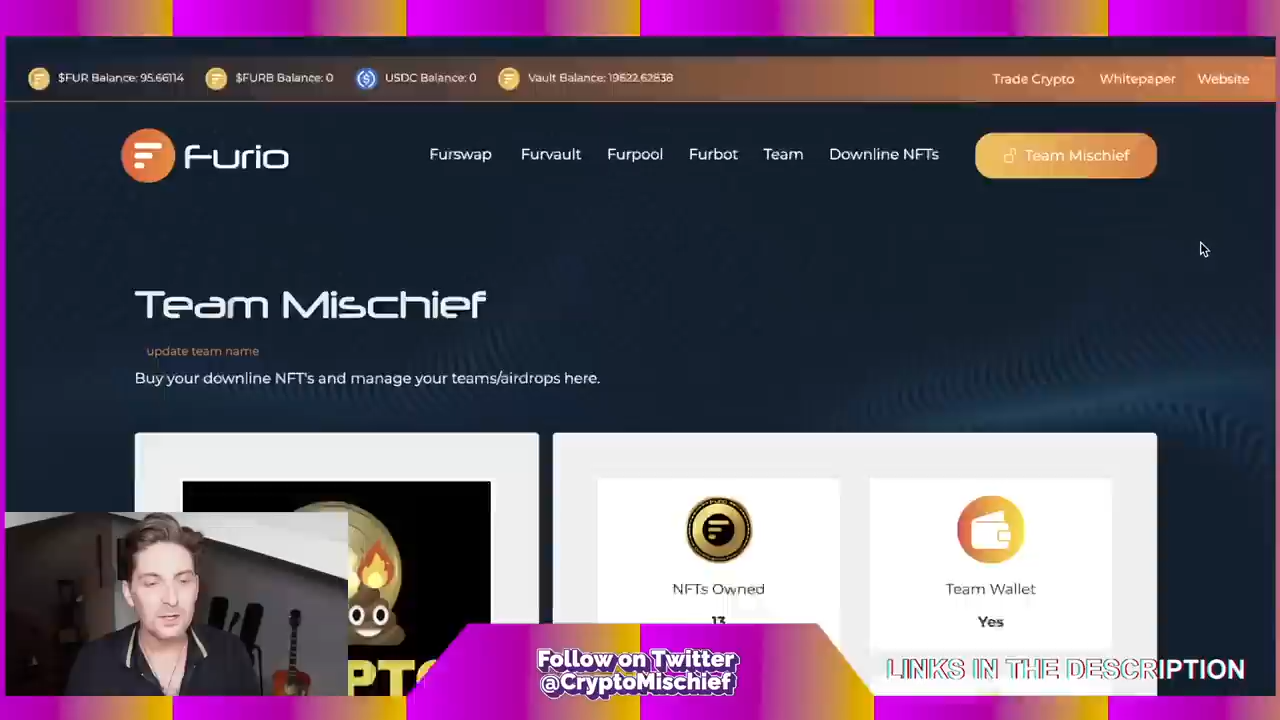 $FUR Balance: 95.66114 $FURB Balance: 0 USDC Balance: 0 Vault Balance: 19622.62838 Trade Crypto Whitepaper Website
Furio Furswap Furvault Furpool Furbot Team Downline NFTs Team Mischief
Team Mischief
update team name
Buy your downline NFT's and manage your teams/airdrops here.
NFTs Owned Team Wallet
13 Yes
Follow on Twitter
@CryptoMischief
LINKS IN THE DESCRIPTION